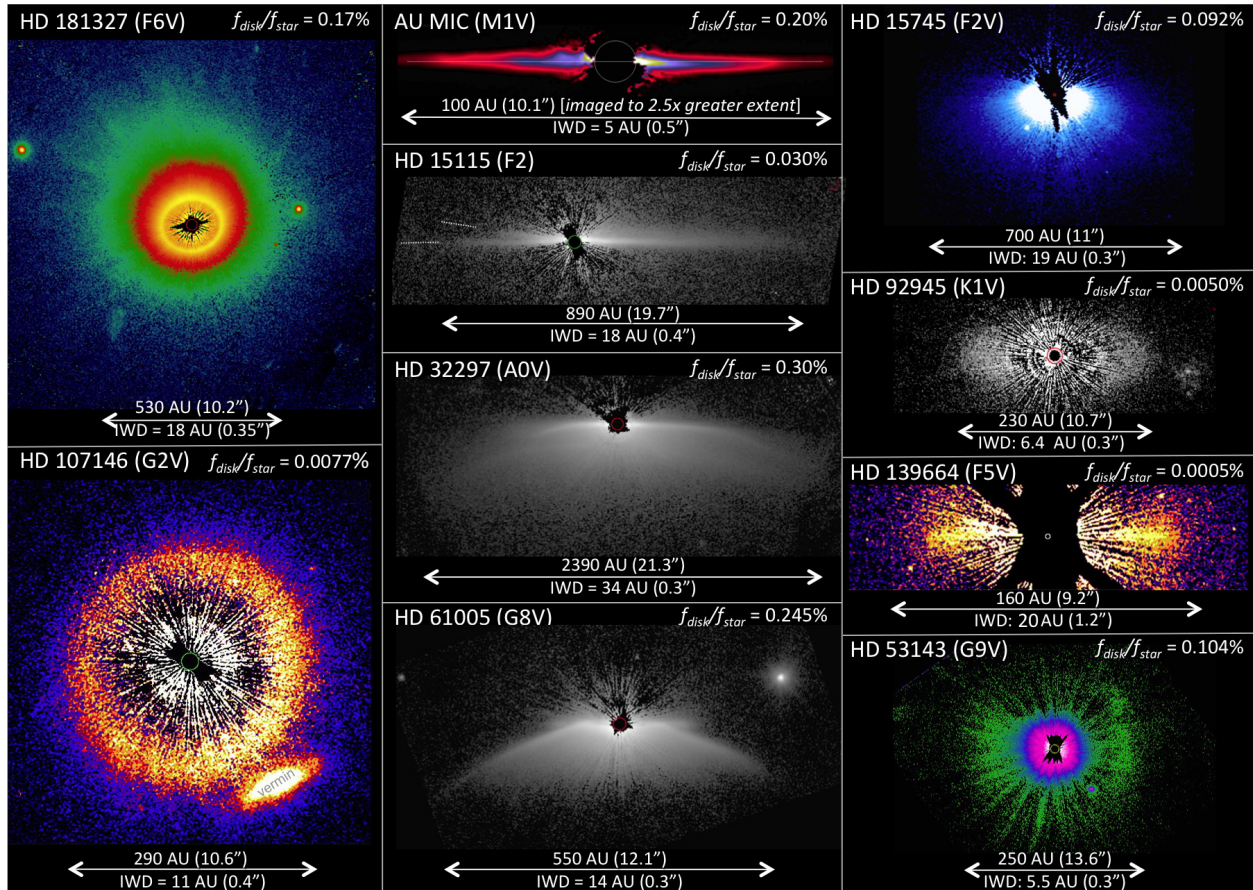 HD 181327 (F6V) f_disk/f_star = 0.17%
530 AU (10.2”)
IWD = 18 AU (0.35”)
HD 107146 (G2V) f_disk/f_star = 0.0077%
vermin
290 AU (10.6”)
IWD = 11 AU (0.4”)
AU MIC (M1V) f_disk/f_star = 0.20%
100 AU (10.1”) [imaged to 2.5x greater extent]
IWD = 5 AU (0.5”)
HD 15115 (F2) f_disk/f_star = 0.030%
890 AU (19.7”)
IWD = 18 AU (0.4”)
HD 32297 (A0V) f_disk/f_star = 0.30%
2390 AU (21.3”)
IWD = 34 AU (0.3”)
HD 61005 (G8V) f_disk/f_star = 0.245%
550 AU (12.1”)
IWD = 14 AU (0.3”)
HD 15745 (F2V) f_disk/f_star = 0.092%
700 AU (11”)
IWD: 19 AU (0.3”)
HD 92945 (K1V) f_disk/f_star = 0.0050%
230 AU (10.7”)
IWD: 6.4 AU (0.3”)
HD 139664 (F5V) f_disk/f_star = 0.0005%
160 AU (9.2”)
IWD: 20 AU (1.2”)
HD 53143 (G9V) f_disk/f_star = 0.104%
250 AU (13.6”)
IWD: 5.5 AU (0.3”)